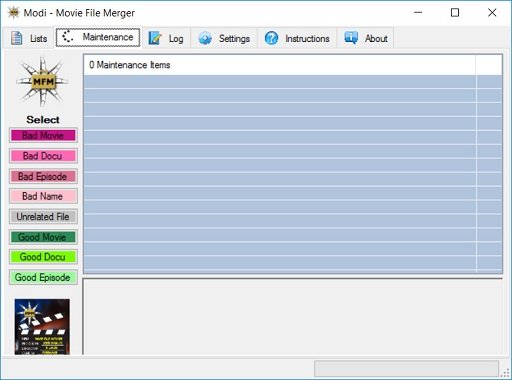 Modi - Movie File Merger
Lists
Maintenance
Log
Settings
Instructions
About
MFM
0 Maintenance Items
Select
Bad Movie
Bad Docu
Bad Episode
Bad Name
Unrelated File
Good Movie
Good Docu
Good Episode